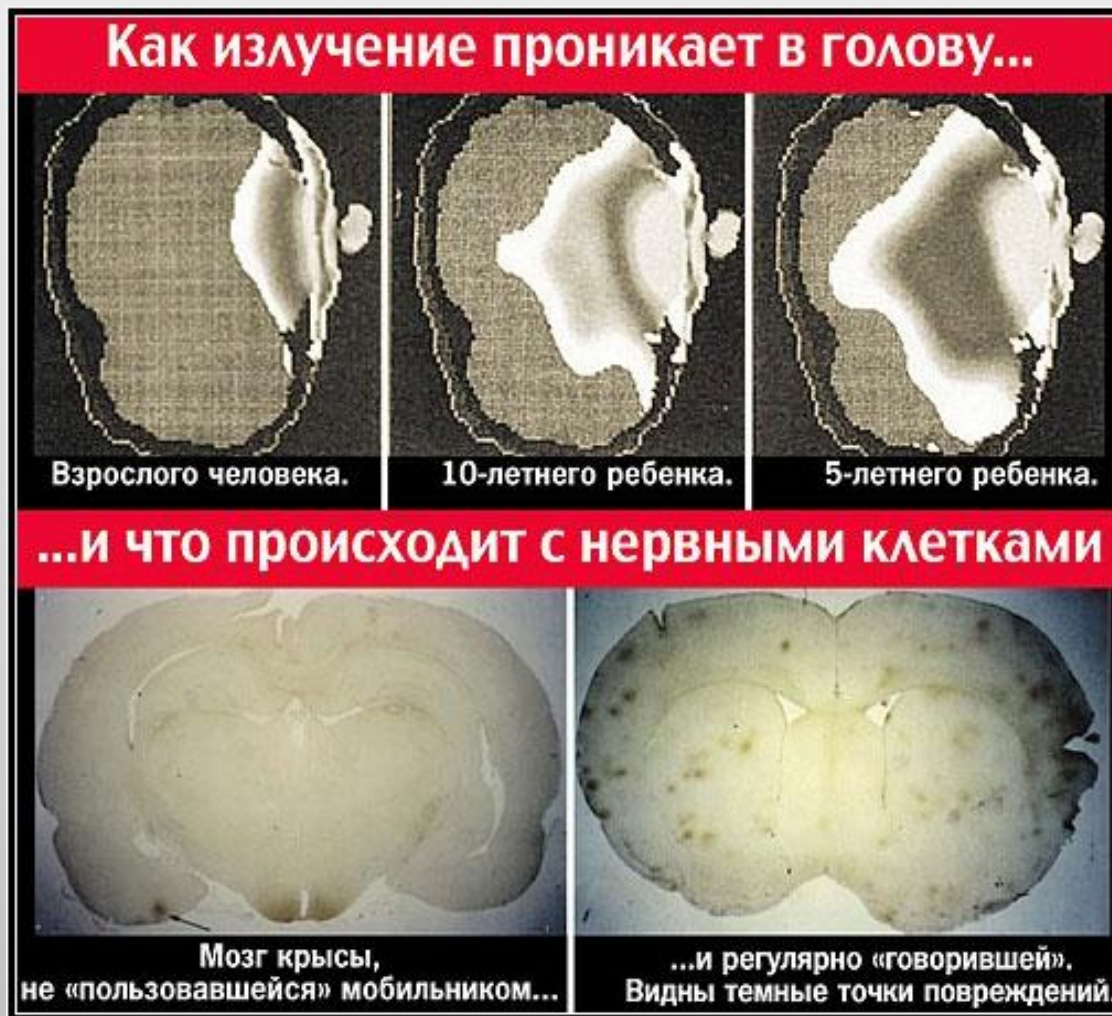 Как излучение проникает в голову...
Взрослого человека.
10-летнего ребенка.
5-летнего ребенка.
...и что происходит с нервными клетками
Мозг крысы,
не «пользовавшейся» мобильником...
...и регулярно «говорившей».
Видны темные точки повреждений.